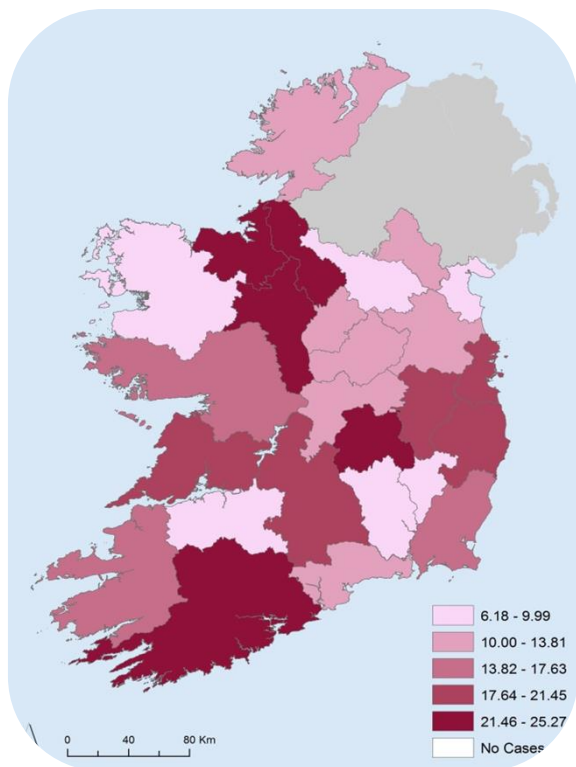 6.18 - 9.99
10.00 - 13.81
13.82 - 17.63
17.64 - 21.45
21.46 - 25.27
No Cases
0 40 80 Km